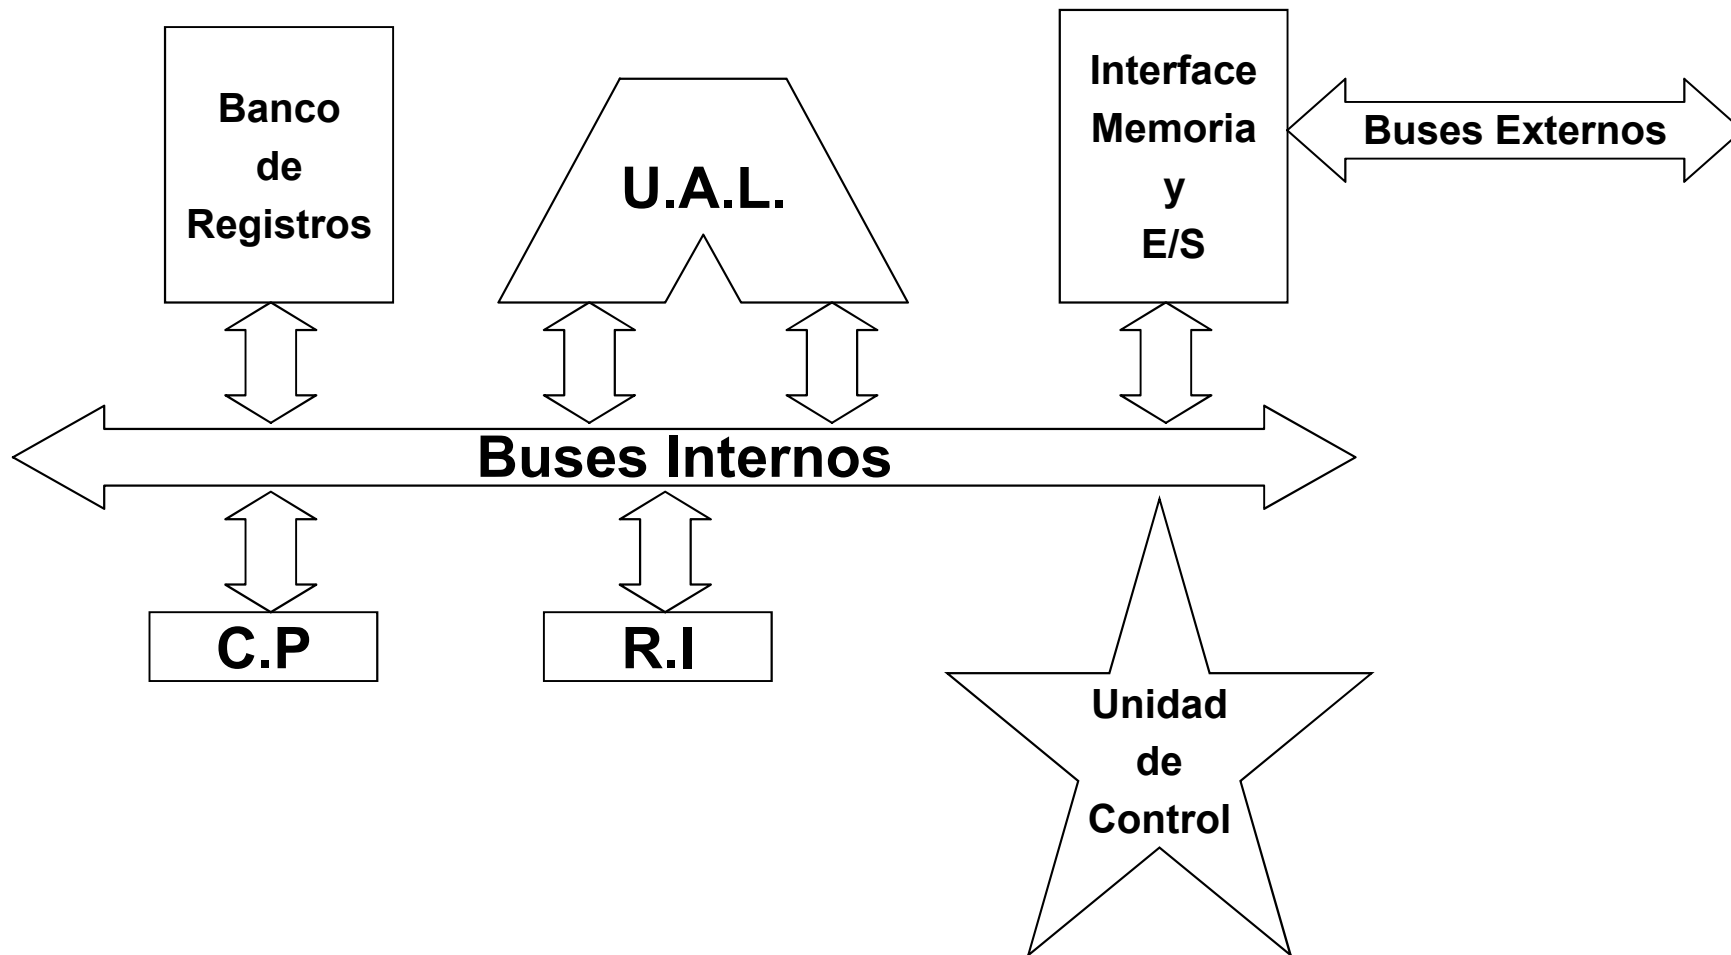 Banco
de
Registros
U.A.L.
Interface
Memoria
y
E/S
Buses Externos
Buses Internos
C.P
R.I
Unidad
de
Control